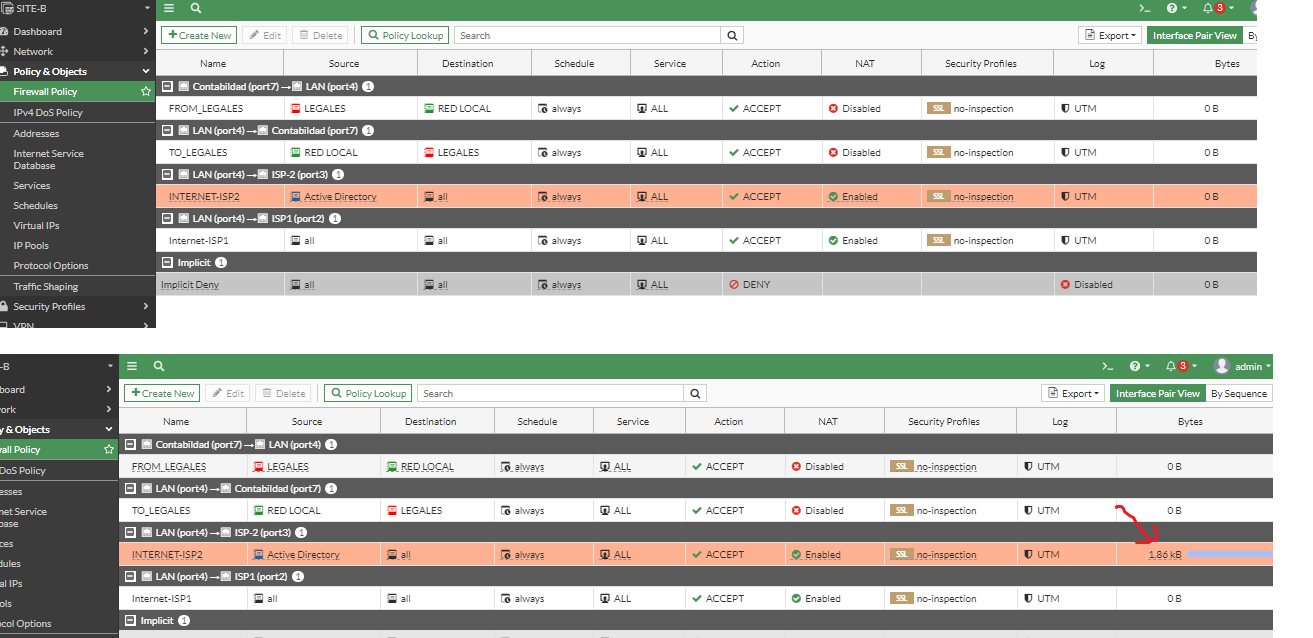 SITE-B
3
Dashboard
Network
Policy & Objects
Firewall Policy
IPv4 DoS Policy
Addresses
Internet Service
Database
Services
Schedules
Virtual IPs
IP Pools
Protocol Options
Traffic Shaping
Security Profiles
VPN
Create New Edit Delete Policy Lookup Search Export Interface Pair View By
Name Source Destination Schedule Service Action NAT Security Profiles Log Bytes
Contabildad (port7) → LAN (port4) 1
FROM_LEGALES LEGALES RED LOCAL always ALL ACCEPT Disabled SSL no-inspection UTM 0 B
LAN (port4) → Contabildad (port7) 1
TO_LEGALES RED LOCAL LEGALES always ALL ACCEPT Disabled SSL no-inspection UTM 0 B
LAN (port4) → ISP-2 (port3) 1
INTERNET-ISP2 Active Directory all always ALL ACCEPT Enabled SSL no-inspection UTM 0 B
LAN (port4) → ISP1 (port2) 1
Internet-ISP1 all all always ALL ACCEPT Enabled SSL no-inspection UTM 0 B
Implicit 1
Implicit Deny all all always ALL DENY Disabled 0 B
-B
3 admin
board
ork
y & Objects
wall Policy
DoS Policy
esses
net Service
base
ces
dules
al IPs
ols
ocol Options
Create New Edit Delete Policy Lookup Search Export Interface Pair View By Sequence
Name Source Destination Schedule Service Action NAT Security Profiles Log Bytes
Contabildad (port7) → LAN (port4) 1
FROM_LEGALES LEGALES RED LOCAL always ALL ACCEPT Disabled SSL no-inspection UTM 0 B
LAN (port4) → Contabildad (port7) 1
TO_LEGALES RED LOCAL LEGALES always ALL ACCEPT Disabled SSL no-inspection UTM 0 B
LAN (port4) → ISP-2 (port3) 1
INTERNET-ISP2 Active Directory all always ALL ACCEPT Enabled SSL no-inspection UTM 1.86 kB
LAN (port4) → ISP1 (port2) 1
Internet-ISP1 all all always ALL ACCEPT Enabled SSL no-inspection UTM 0 B
Implicit 1